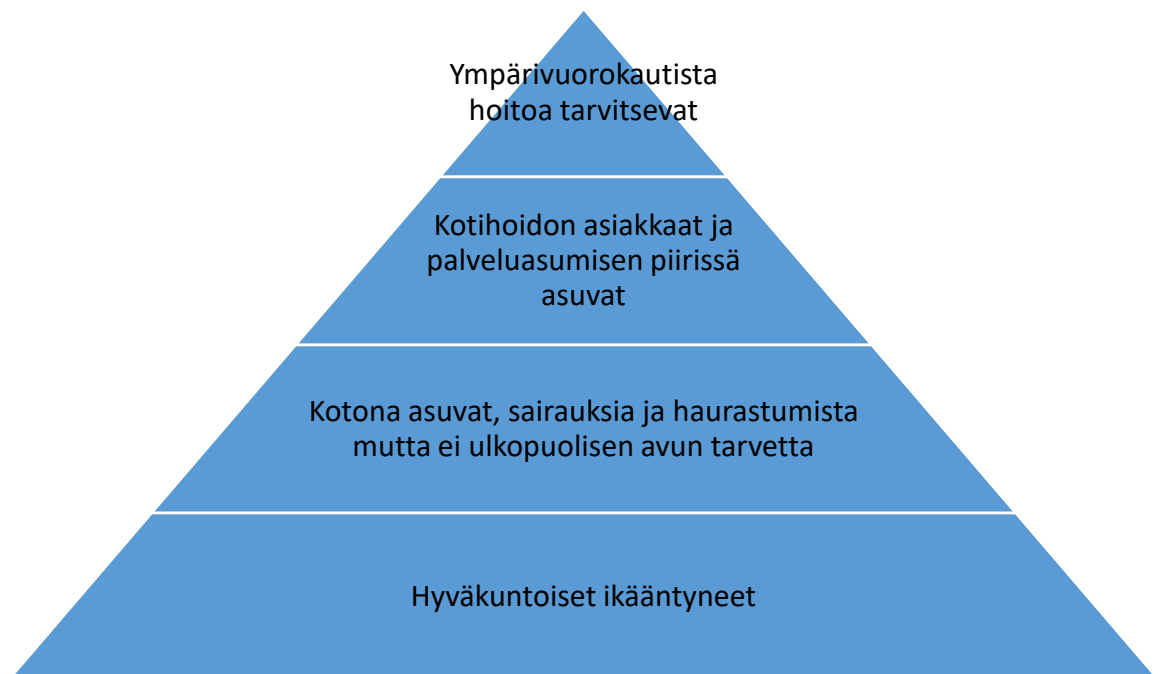 Ympärivuorokautista
hoitoa tarvitsevat
Kotihoidon asiakkaat ja
palveluasumisen piirissä
asuvat
Kotona asuvat, sairauksia ja haurastumista
mutta ei ulkopuolisen avun tarvetta
Hyväkuntoiset ikääntyneet